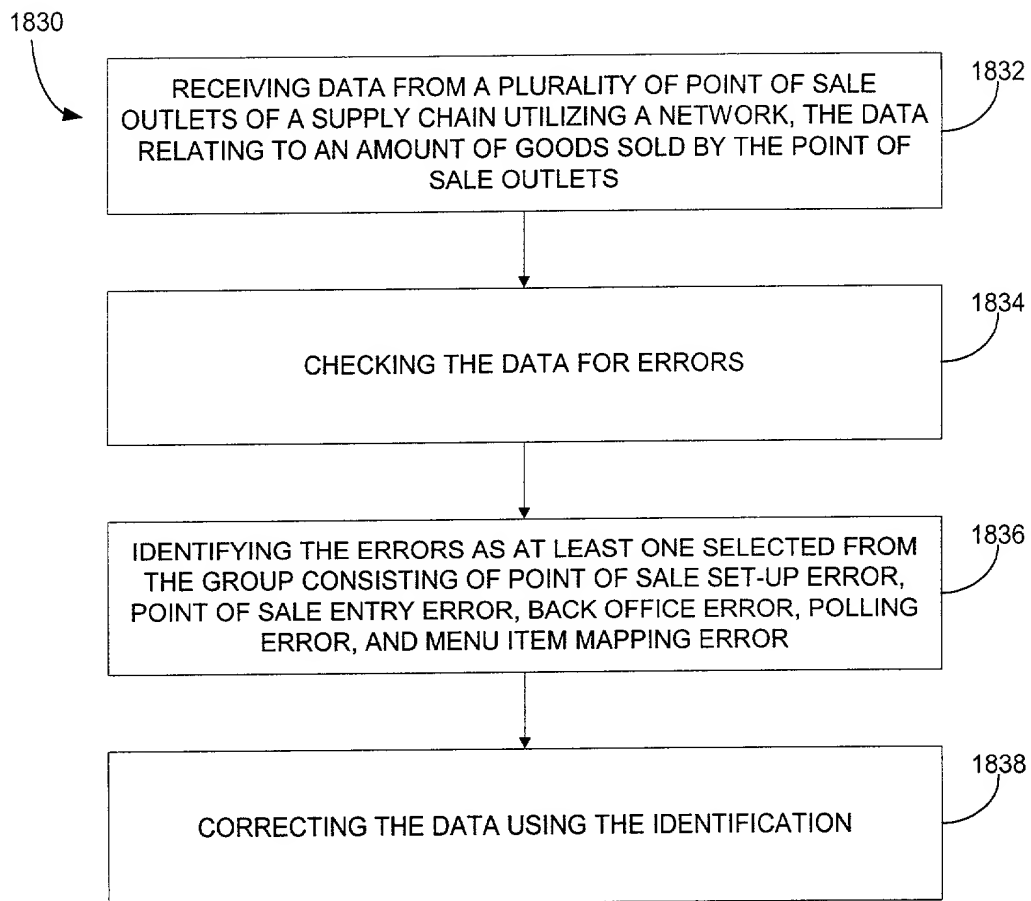 1830
RECEIVING DATA FROM A PLURALITY OF POINT OF SALE
OUTLETS OF A SUPPLY CHAIN UTILIZING A NETWORK, THE DATA
RELATING TO AN AMOUNT OF GOODS SOLD BY THE POINT OF
SALE OUTLETS
1832
CHECKING THE DATA FOR ERRORS
1834
IDENTIFYING THE ERRORS AS AT LEAST ONE SELECTED FROM
THE GROUP CONSISTING OF POINT OF SALE SET-UP ERROR,
POINT OF SALE ENTRY ERROR, BACK OFFICE ERROR, POLLING
ERROR, AND MENU ITEM MAPPING ERROR
1836
CORRECTING THE DATA USING THE IDENTIFICATION
1838